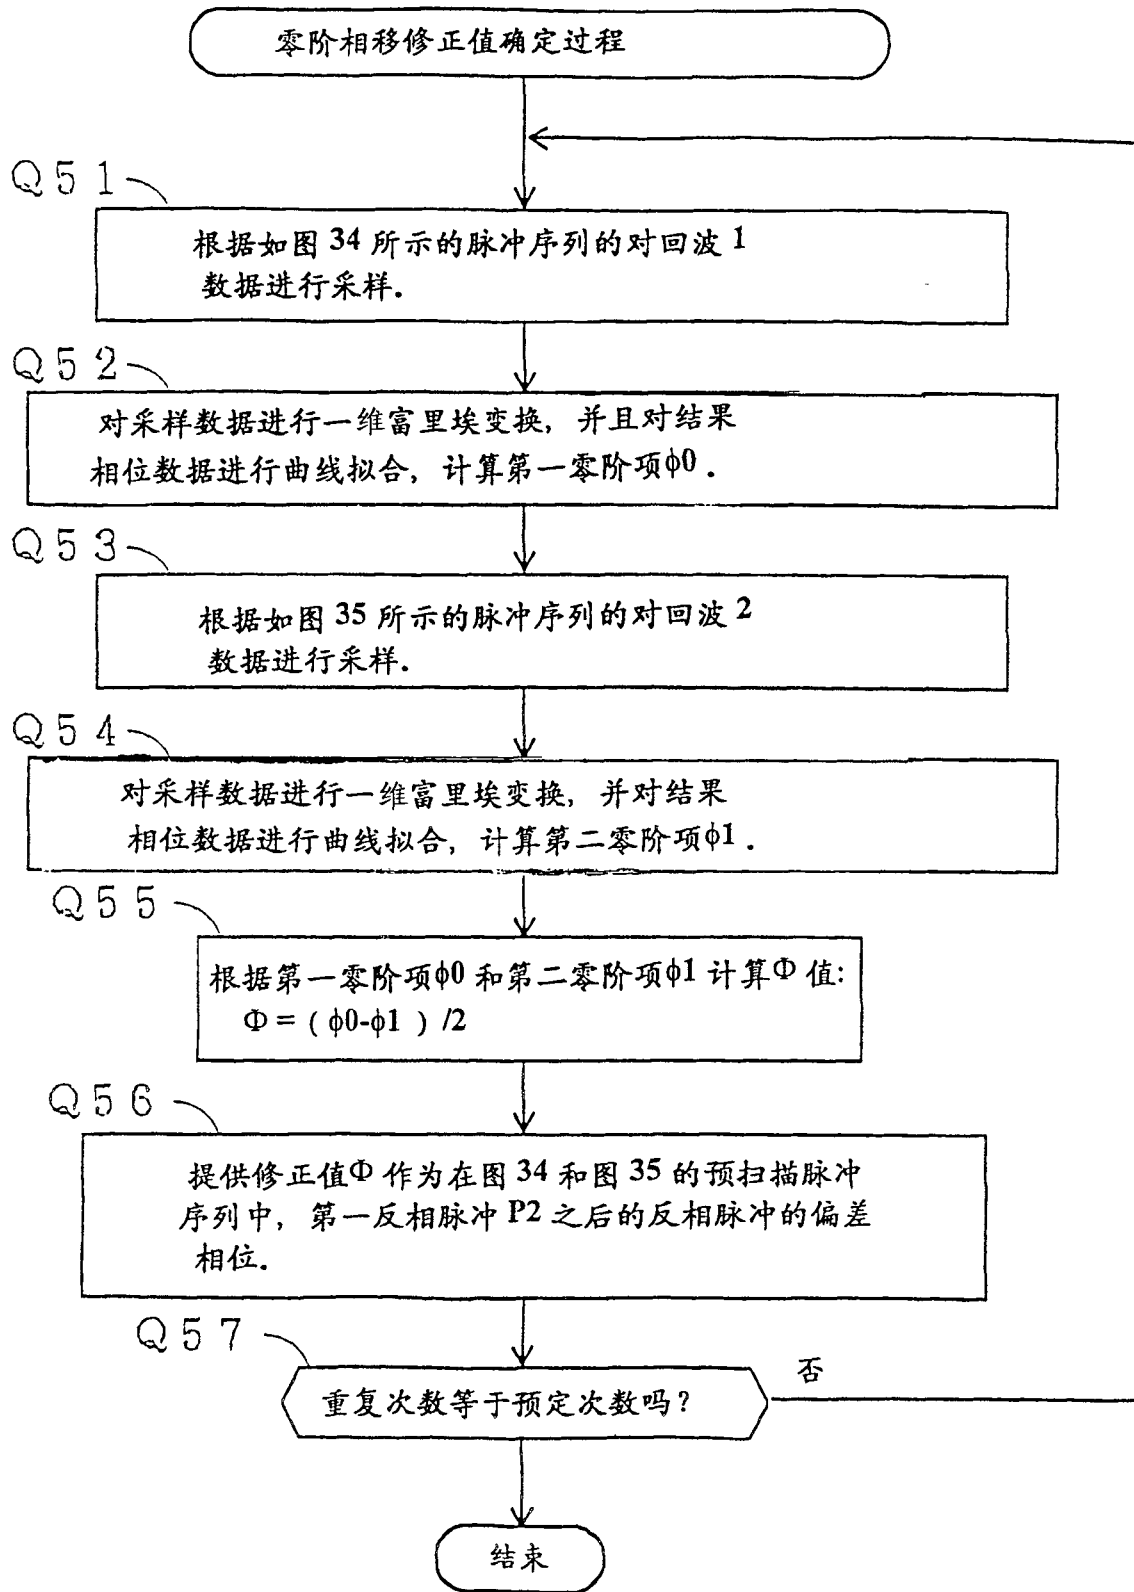 零阶相移修正值确定过程
Q51
根据如图 34 所示的脉冲序列的对回波 1
数据进行采样.
Q52
对采样数据进行一维富里埃变换, 并且对结果
相位数据进行曲线拟合, 计算第一零阶项ϕ0 .
Q53
根据如图 35 所示的脉冲序列的对回波 2
数据进行采样.
Q54
对采样数据进行一维富里埃变换, 并对结果
相位数据进行曲线拟合, 计算第二零阶项ϕ1 .
Q55
根据第一零阶项ϕ0 和第二零阶项ϕ1 计算Φ 值:
Φ = ( ϕ0-ϕ1 ) /2
Q56
提供修正值Φ 作为在图 34 和图 35 的预扫描脉冲
序列中, 第一反相脉冲 P2 之后的反相脉冲的偏差
相位.
Q57
否
重复次数等于预定次数吗?
结束